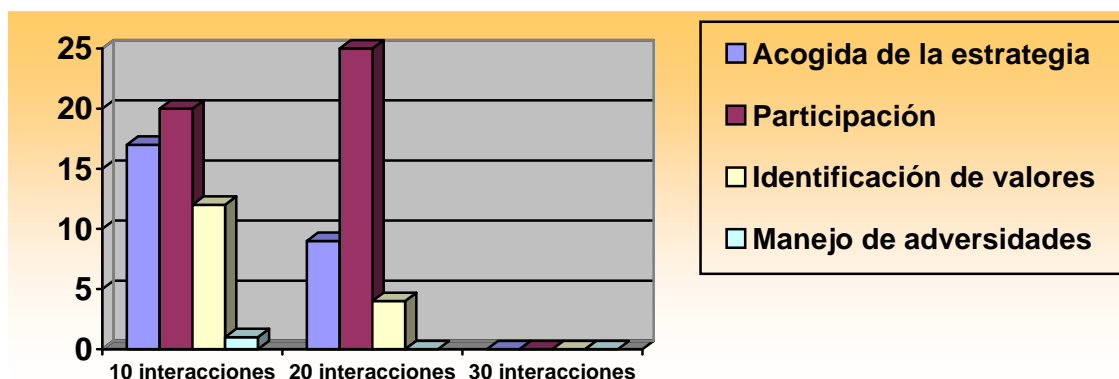 25
20
15
10
5
0
10 interacciones 20 interacciones 30 interacciones
Acogida de la estrategia
Participación
Identificación de valores
Manejo de adversidades